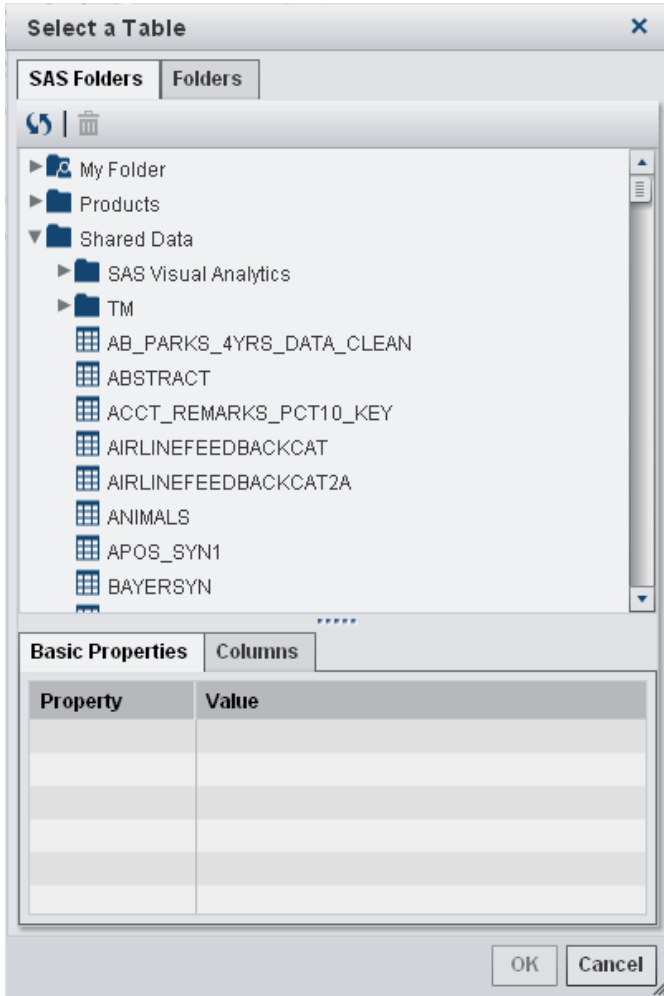 Select a Table
SAS Folders Folders
My Folder
Products
Shared Data
SAS Visual Analytics
TM
AB_PARKS_4YRS_DATA_CLEAN
ABSTRACT
ACCT_REMARKS_PCT10_KEY
AIRLINEFEEDBACKCAT
AIRLINEFEEDBACKCAT2A
ANIMALS
APOS_SYN1
BAYERSYN
Basic Properties Columns
Property Value
OK Cancel